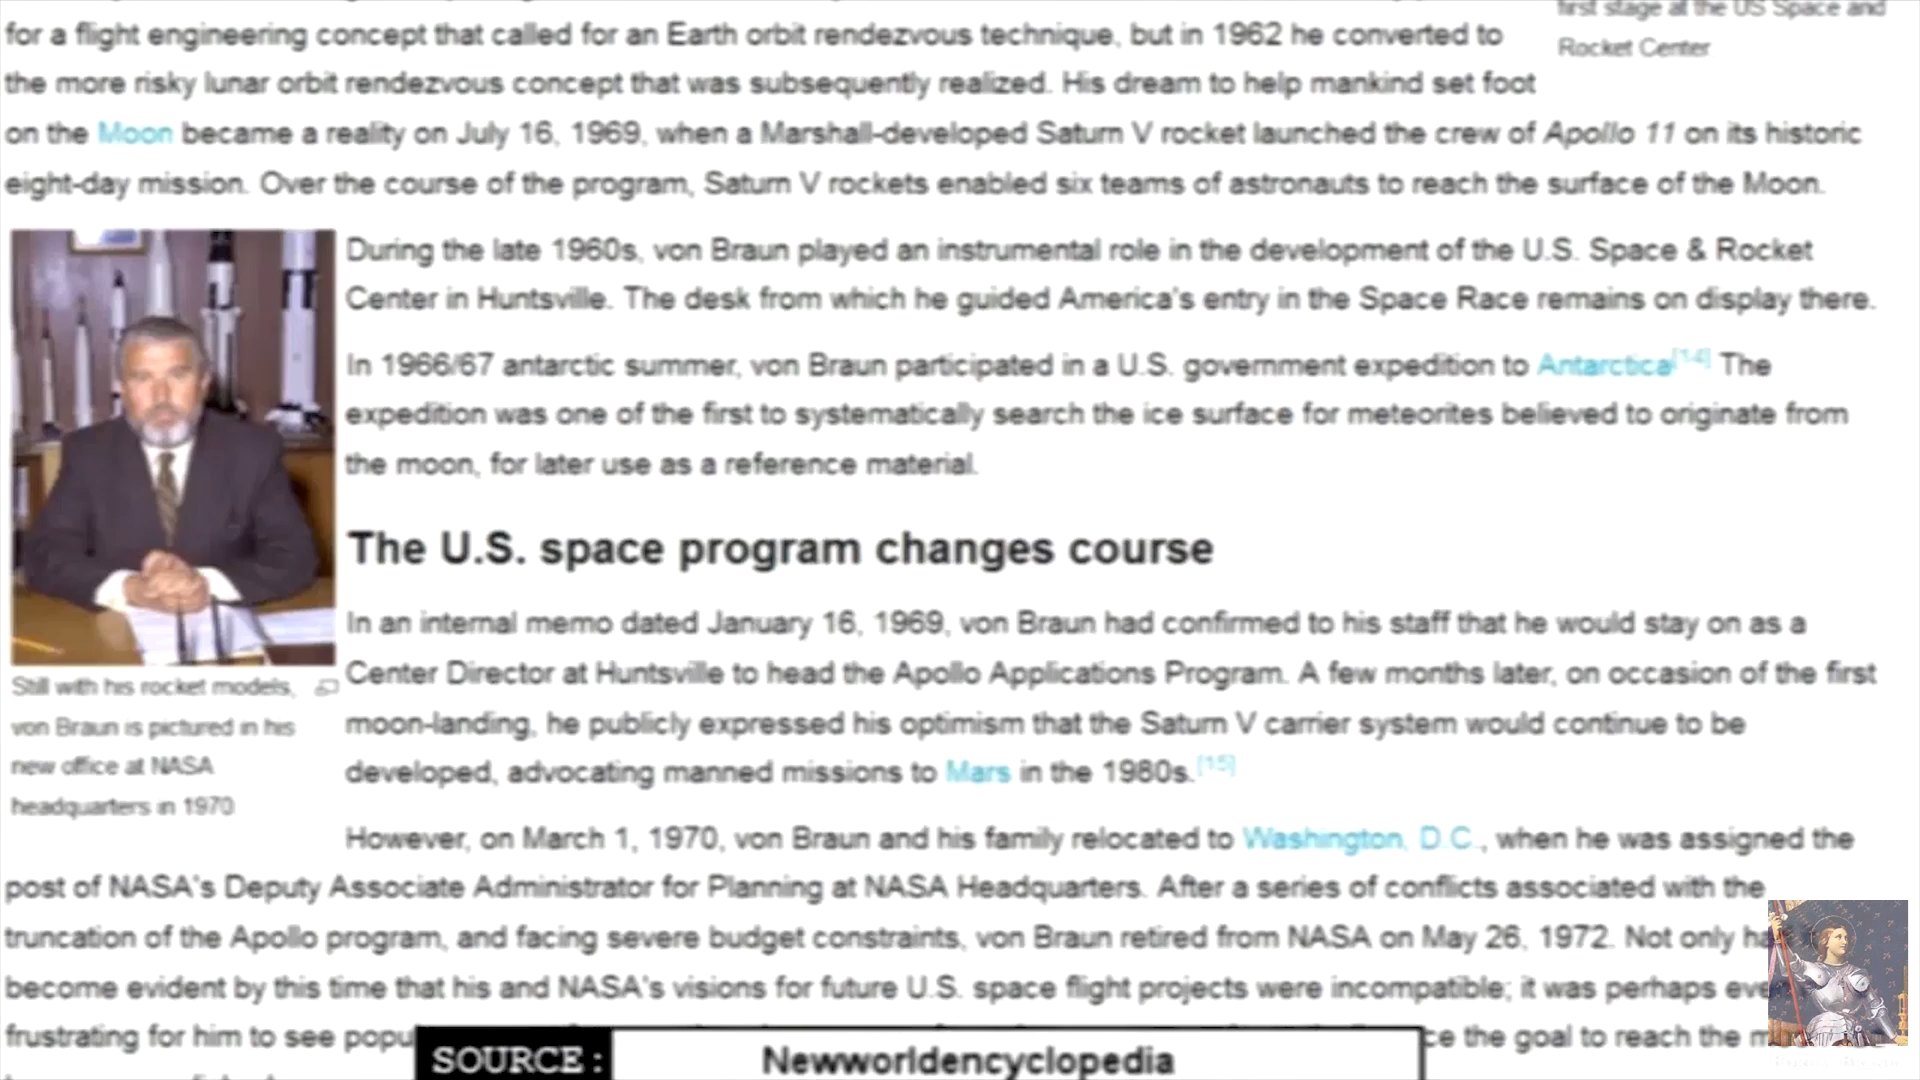 first stage at the US Space and
Rocket Center
for a flight engineering concept that called for an Earth orbit rendezvous technique, but in 1962 he converted to
the more risky lunar orbit rendezvous concept that was subsequently realized. His dream to help mankind set foot
on the Moon became a reality on July 16, 1969, when a Marshall-developed Saturn V rocket launched the crew of Apollo 11 on its historic
eight-day mission. Over the course of the program, Saturn V rockets enabled six teams of astronauts to reach the surface of the Moon.
During the late 1960s, von Braun played an instrumental role in the development of the U.S. Space & Rocket
Center in Huntsville. The desk from which he guided America's entry in the Space Race remains on display there.
In 1966/67 antarctic summer, von Braun participated in a U.S. government expedition to Antarctica[14] The
expedition was one of the first to systematically search the ice surface for meteorites believed to originate from
the moon, for later use as a reference material.
The U.S. space program changes course
In an internal memo dated January 16, 1969, von Braun had confirmed to his staff that he would stay on as a
Center Director at Huntsville to head the Apollo Applications Program. A few months later, on occasion of the first
moon-landing, he publicly expressed his optimism that the Saturn V carrier system would continue to be
developed, advocating manned missions to Mars in the 1980s.[15]
Still with his rocket models,
von Braun is pictured in his
new office at NASA
headquarters in 1970
However, on March 1, 1970, von Braun and his family relocated to Washington, D.C., when he was assigned the
post of NASA's Deputy Associate Administrator for Planning at NASA Headquarters. After a series of conflicts associated with the
truncation of the Apollo program, and facing severe budget constraints, von Braun retired from NASA on May 26, 1972. Not only ha
become evident by this time that his and NASA's visions for future U.S. space flight projects were incompatible; it was perhaps eve
frustrating for him to see popu ce the goal to reach the m
SOURCE: Newworldencyclopedia